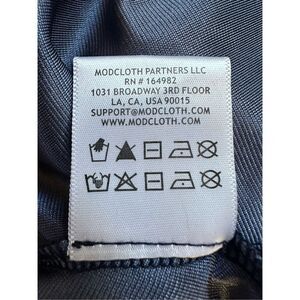 MODCLOTH PARTNERS LLC
RN # 164982
1031 BROADWAY 3RD FLOOR
LA, CA, USA 90015
SUPPORT@MODCLOTH.COM
WWW.MODCLOTH.COM